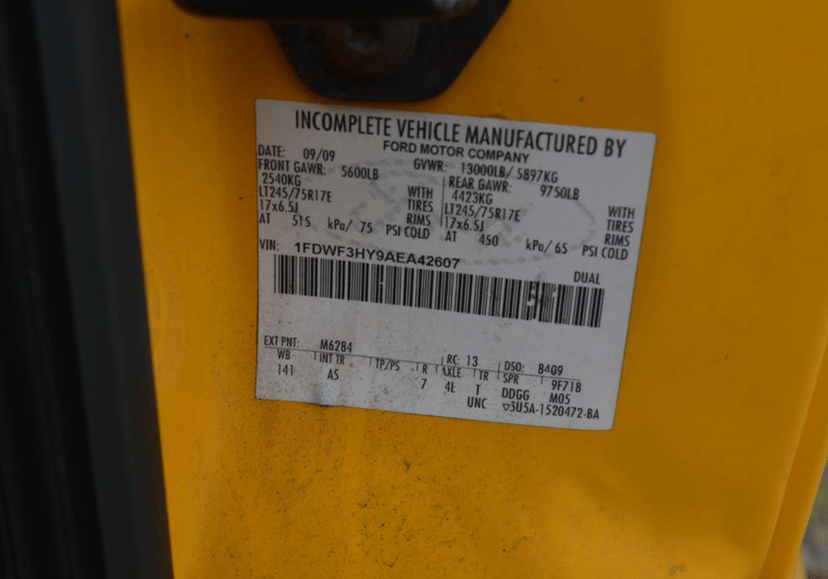 INCOMPLETE VEHICLE MANUFACTURED BY
FORD MOTOR COMPANY
DATE: 09/09 GVWR: 13000LB/ 5897KG
FRONT GAWR: 5600LB REAR GAWR: 9750LB
2540KG WITH 4423KG WITH
LT245/75R17E TIRES LT245/75R17E TIRES
17x6.5J RIMS 17x6.5J RIMS
AT 515 kPa/ 75 PSI COLD AT 450 kPa/ 65 PSI COLD
VIN: 1FDWF3HY9AEA42607 DUAL
EXT PNT: M6284 RC: 13 DSO: 8409
WB INT TR TP/PS R AXLE TR SPR 9F718
141 AS 7 4L T DDGG M05
UNC ▽5U5A-1520472-BA